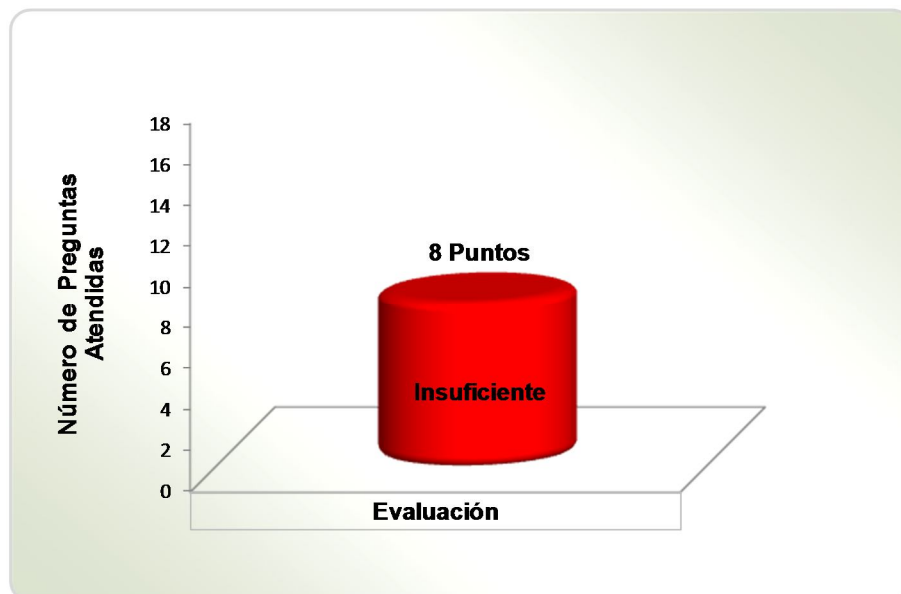 18
16
14
12
10
8
6
4
2
0
Número de Preguntas
Atendidas
8 Puntos
Insuficiente
Evaluación